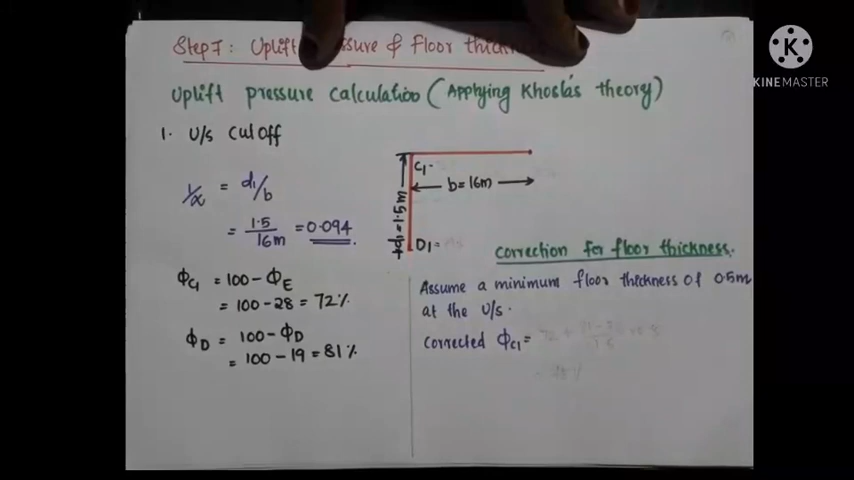 Step 7: Uplift pressure & Floor thickness
Uplift pressure calculation (Applying Khosla's theory)
1. U/s Cutoff
1/α = d1/b
= 1.5/16m = 0.094.
ΦC1 = 100-ΦE
= 100-28 = 72%
ΦD = 100-ΦD
= 100-19 = 81%
C1-
b=16m
d1=1.5m
D1=
correction for floor thickness.
Assume a minimum floor thickness of 0.5m
at the U/s.
corrected ΦC1=
K
KINEMASTER